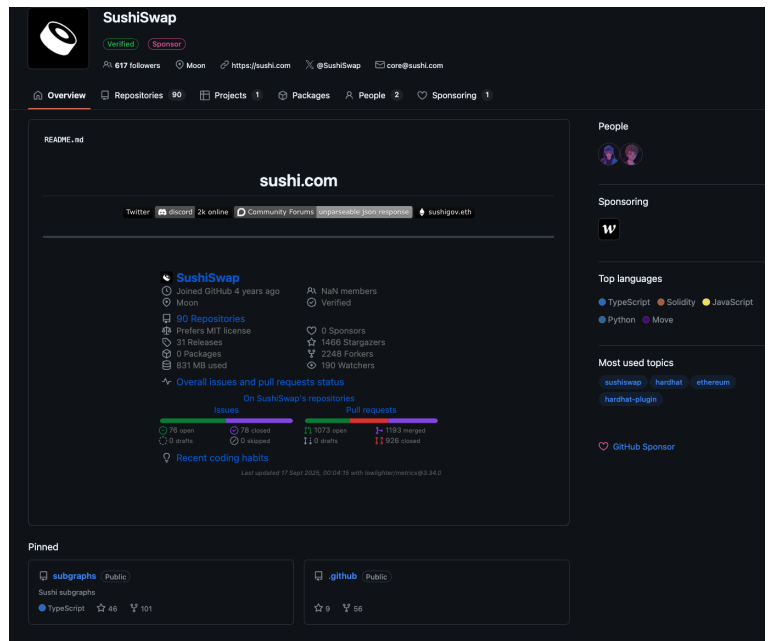 SushiSwap
Verified Sponsor
617 followers Moon https://sushi.com @SushiSwap core@sushi.com
Overview Repositories 90 Projects 1 Packages People 2 Sponsoring 1
README.md
sushi.com
Twitter discord 2k online Community Forums unparseable json response sushigov.eth
SushiSwap
Joined GitHub 4 years ago NaN members
Moon Verified
90 Repositories
Prefers MIT license 0 Sponsors
31 Releases 1466 Stargazers
0 Packages 2248 Forkers
831 MB used 190 Watchers
Overall issues and pull requests status
On SushiSwap's repositories
Issues Pull requests
76 open 78 closed 1073 open 1193 merged
0 drafts 0 skipped 0 drafts 926 closed
Recent coding habits
Last updated 17 Sept 2025, 00:04:15 with lowlighter/metrics@3.34.0
People
Sponsoring
w
Top languages
TypeScript Solidity JavaScript
Python Move
Most used topics
sushiswap hardhat ethereum
hardhat-plugin
GitHub Sponsor
Pinned
subgraphs Public
Sushi subgraphs
TypeScript 46 101
.github Public
9 56